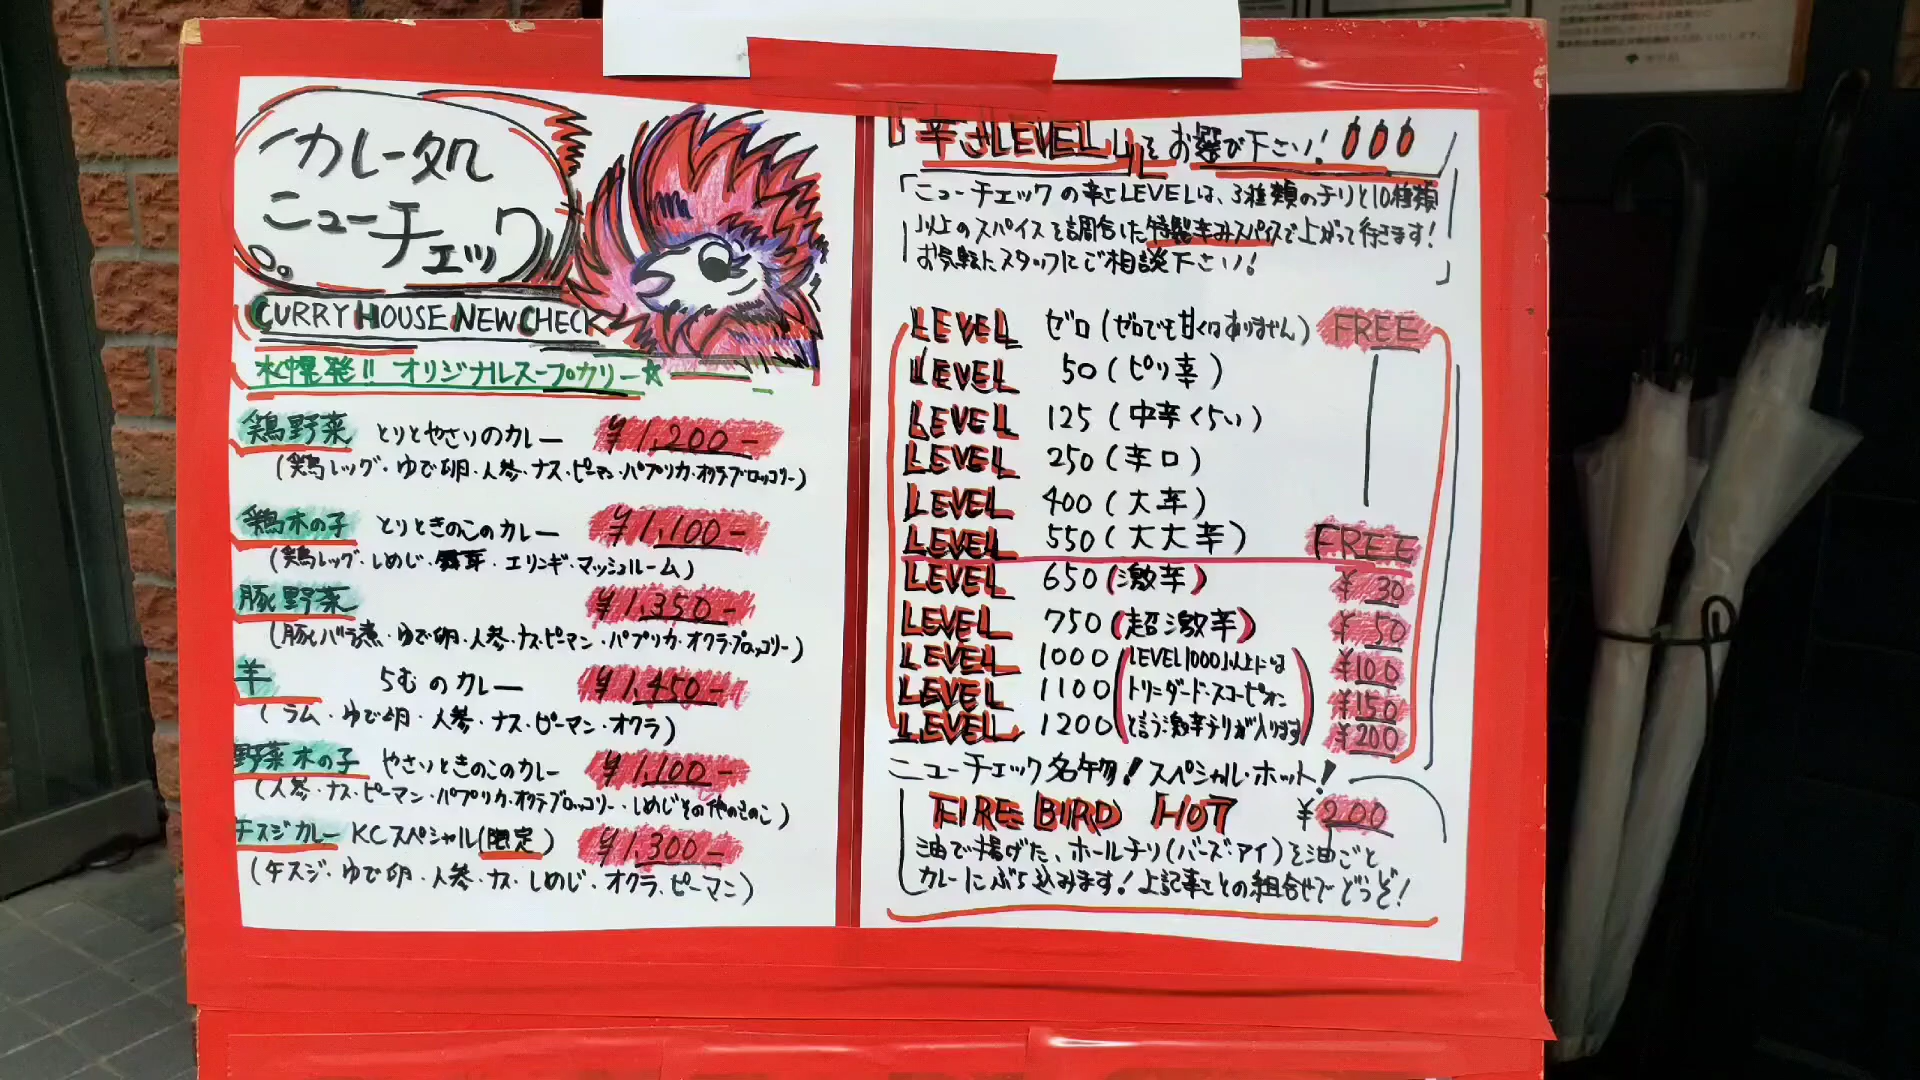 カレー処
ニューチェック
CURRY HOUSE NEW CHECK
札幌発!! オリジナルスープカリー☆
鶏野菜 とりとやさいのカレー ¥1,200-
(鶏レッグ・ゆで卵・人参・ナス・ピーマン・パプリカ・オクラ・ブロッコリー)
鶏木の子 とりときのこのカレー ¥1,100-
(鶏レッグ・しめじ・舞茸・エリンギ・マッシュルーム)
豚野菜 ¥1,350-
(豚バラ煮・ゆで卵・人参・ナス・ピーマン・パプリカ・オクラ・ブロッコリー)
羊 らむのカレー ¥1,450-
(ラム・ゆで卵・人参・ナス・ピーマン・オクラ)
野菜木の子 やさいときのこのカレー ¥1,100-
(人参・ナス・ピーマン・パプリカ・オクラ・ブロッコリー・しめじその他のきのこ)
牛スジカレー KCスペシャル(限定) ¥1,300-
(牛スジ・ゆで卵・人参・ナス・しめじ・オクラ・ピーマン)
「辛さLEVEL」をお選び下さい!
「ニューチェックの辛さLEVELは、3種類のチリと10種類
以上のスパイスを調合した特製辛みスパイスで上がって行きます!
お気軽にスタッフにご相談下さい!」
LEVEL ゼロ(ゼロでも甘くはありません) FREE
LEVEL 50(ピリ辛)
LEVEL 125(中辛くらい)
LEVEL 250(辛口)
LEVEL 400(大辛)
LEVEL 550(大大辛) FREE
LEVEL 650(激辛) ¥30
LEVEL 750(超激辛) ¥50
LEVEL 1000(LEVEL1000以上には ¥100
LEVEL 1100 トリニダード・スコーピオン ¥150
LEVEL 1200 と言う激辛チリが入ります) ¥200
ニューチェック名物!スペシャル・ホット!
FIRE BIRD HOT ¥200
油で揚げた、ホールチリ(バーズ・アイ)を油ごと
カレーにぶち込みます!上記辛さとの組合せでどうぞ!